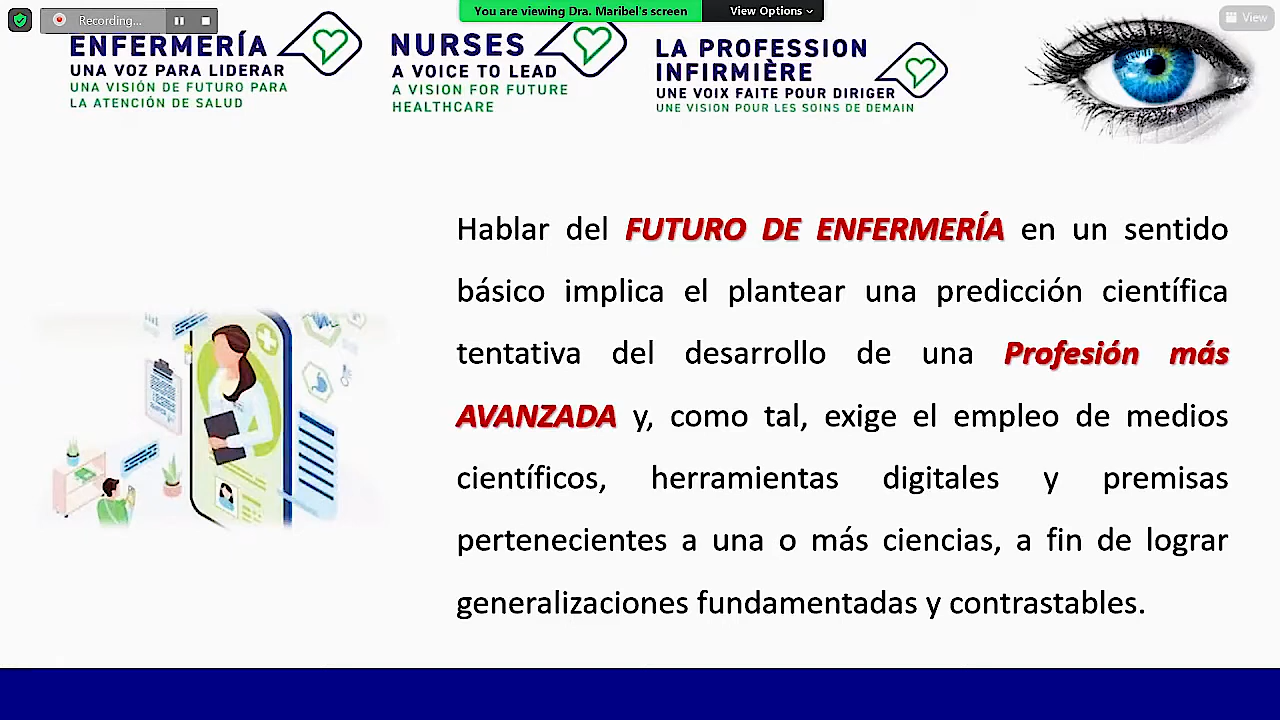 Recording...
You are viewing Dra. Maribel's screen
View Options
View
ENFERMERÍA
UNA VOZ PARA LIDERAR
UNA VISIÓN DE FUTURO PARA
LA ATENCIÓN DE SALUD
NURSES
A VOICE TO LEAD
A VISION FOR FUTURE
HEALTHCARE
LA PROFESSION
INFIRMIÈRE
UNE VOIX FAITE POUR DIRIGER
UNE VISION POUR LES SOINS DE DEMAIN
Hablar del FUTURO DE ENFERMERÍA en un sentido
básico implica el plantear una predicción científica
tentativa del desarrollo de una Profesión más
AVANZADA y, como tal, exige el empleo de medios
científicos, herramientas digitales y premisas
pertenecientes a una o más ciencias, a fin de lograr
generalizaciones fundamentadas y contrastables.